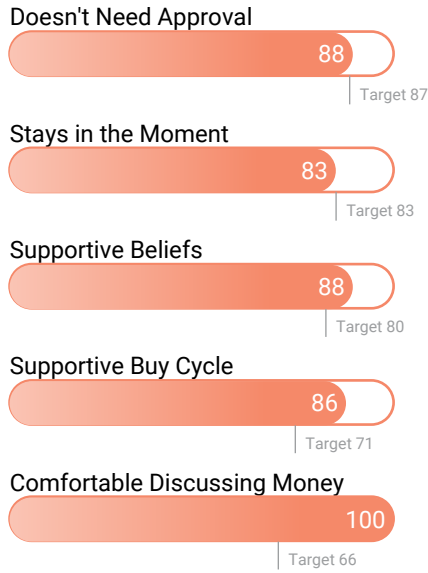 Doesn't Need Approval
88
Target 87
Stays in the Moment
83
Target 83
Supportive Beliefs
88
Target 80
Supportive Buy Cycle
86
Target 71
Comfortable Discussing Money
100
Target 66